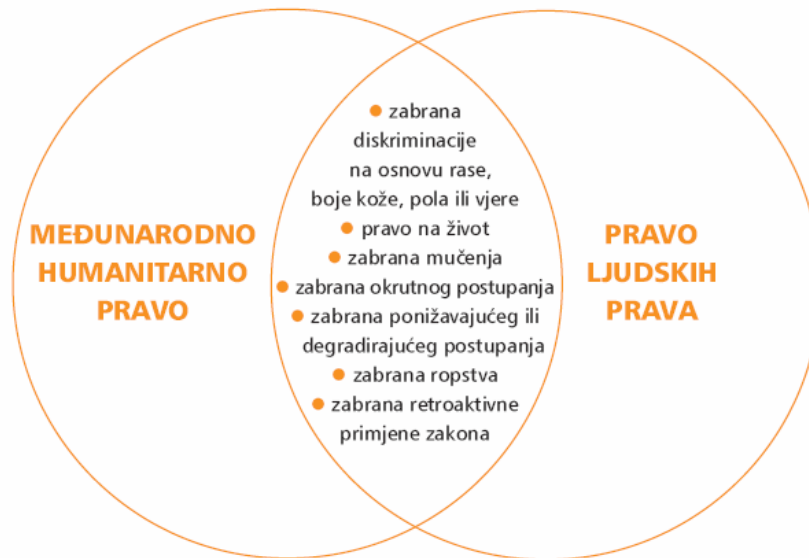 MEĐUNARODNO
HUMANITARNO
PRAVO
● zabrana
diskriminacije
na osnovu rase,
boje kože, pola ili vjere
● pravo na život
● zabrana mučenja
● zabrana okrutnog postupanja
● zabrana ponižavajućeg ili
degradirajućeg postupanja
● zabrana ropstva
● zabrana retroaktivne
primjene zakona
PRAVO
LJUDSKIH
PRAVA